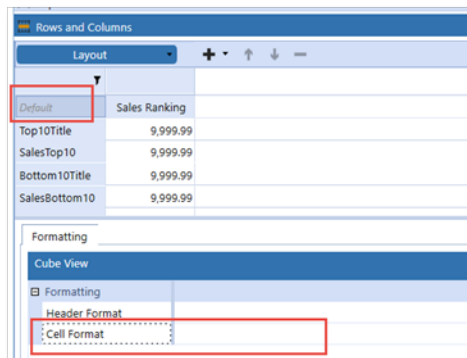 Rows and Columns
Layout
Default Sales Ranking
Top10Title 9,999.99
SalesTop10 9,999.99
Bottom10Title 9,999.99
SalesBottom10 9,999.99
Formatting
Cube View
Formatting
Header Format
Cell Format